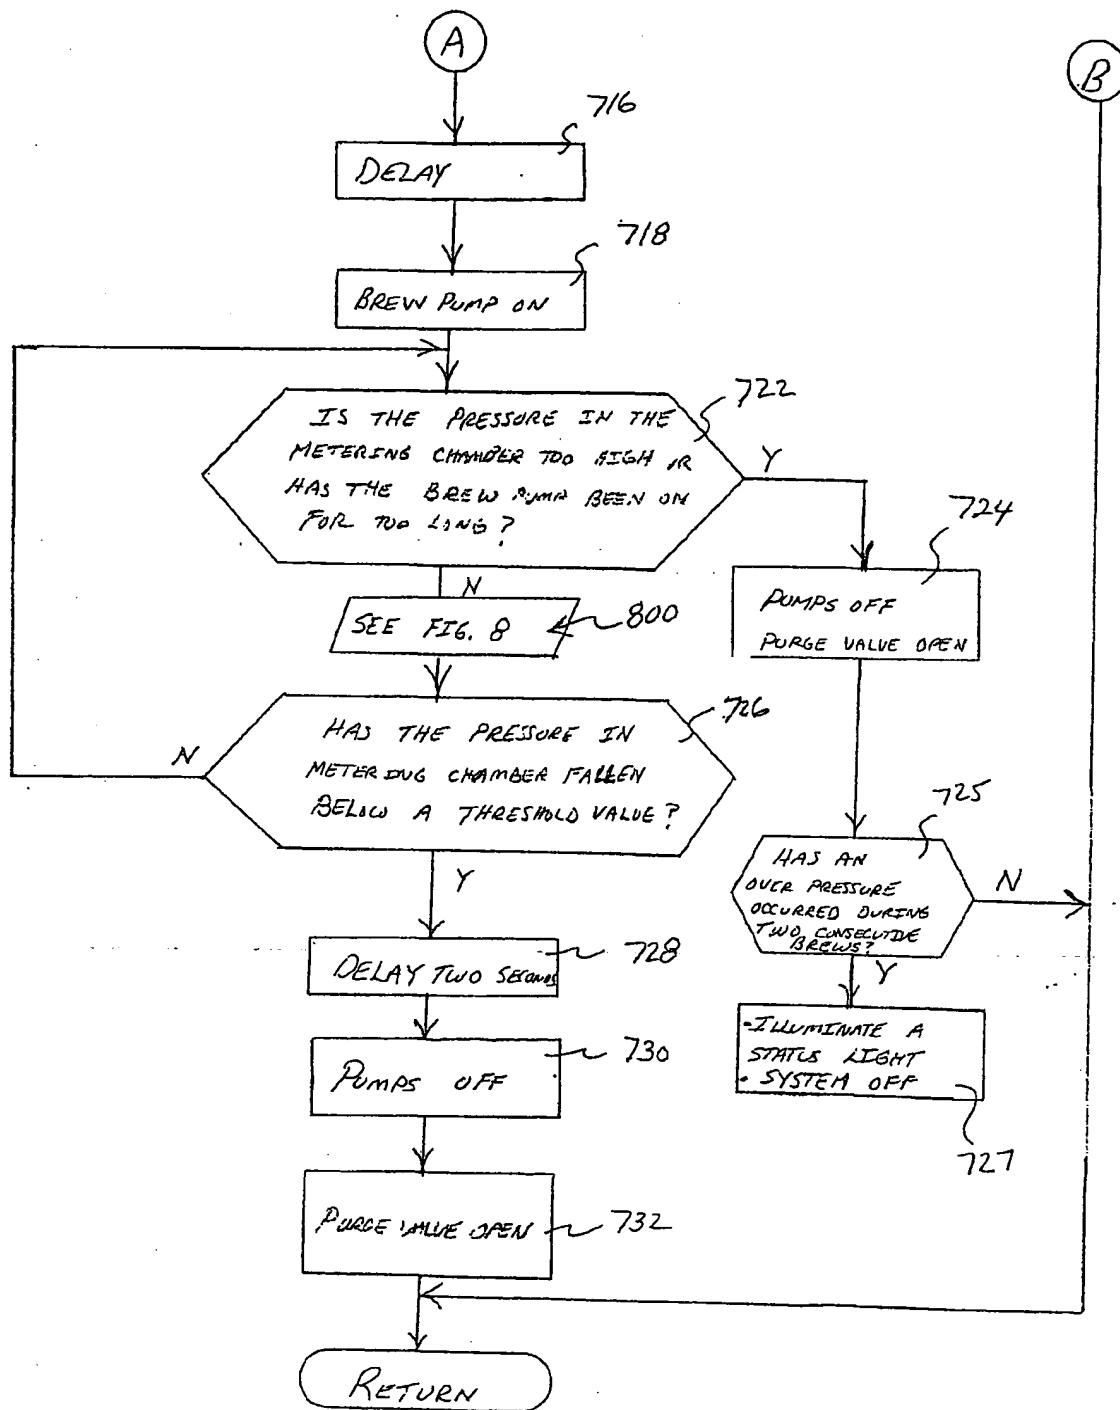 A
B
716
DELAY
718
BREW PUMP ON
722
IS THE PRESSURE IN THE
METERING CHAMBER TOO HIGH OR
HAS THE BREW PUMP BEEN ON
FOR TOO LONG?
Y
N
724
PUMPS OFF
PURGE VALVE OPEN
SEE FIG. 8
800
726
HAS THE PRESSURE IN
METERING CHAMBER FALLEN
BELOW A THRESHOLD VALUE?
N
Y
725
HAS AN
OVER PRESSURE
OCCURRED DURING
TWO CONSECUTIVE
BREWS?
N
Y
728
DELAY TWO SECONDS
727
- ILLUMINATE A
STATUS LIGHT
• SYSTEM OFF
730
PUMPS OFF
732
PURGE VALVE OPEN
RETURN